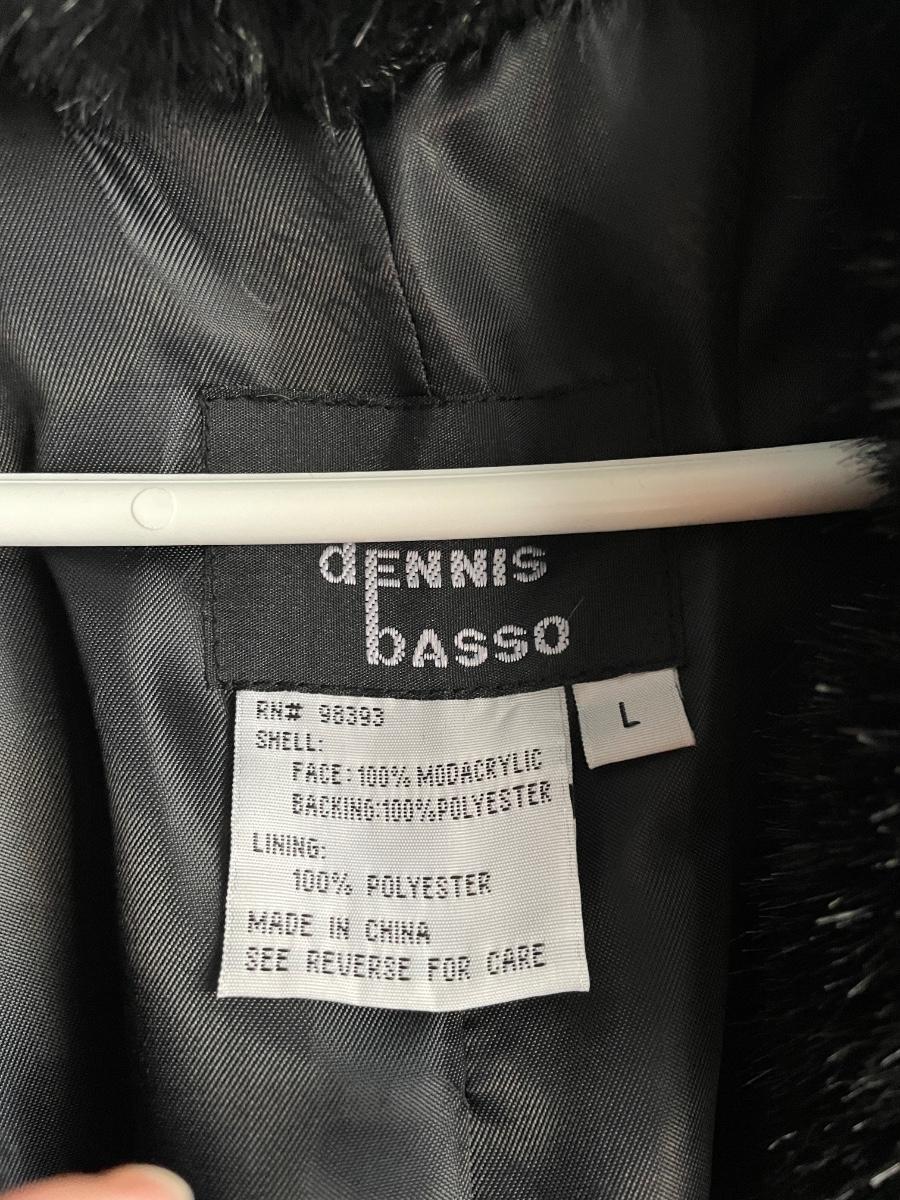 dENNIS
bASSO
L
RN# 98393
SHELL:
FACE: 100% MODACRYLIC
BACKING:100%POLYESTER
LINING:
100% POLYESTER
MADE IN CHINA
SEE REVERSE FOR CARE